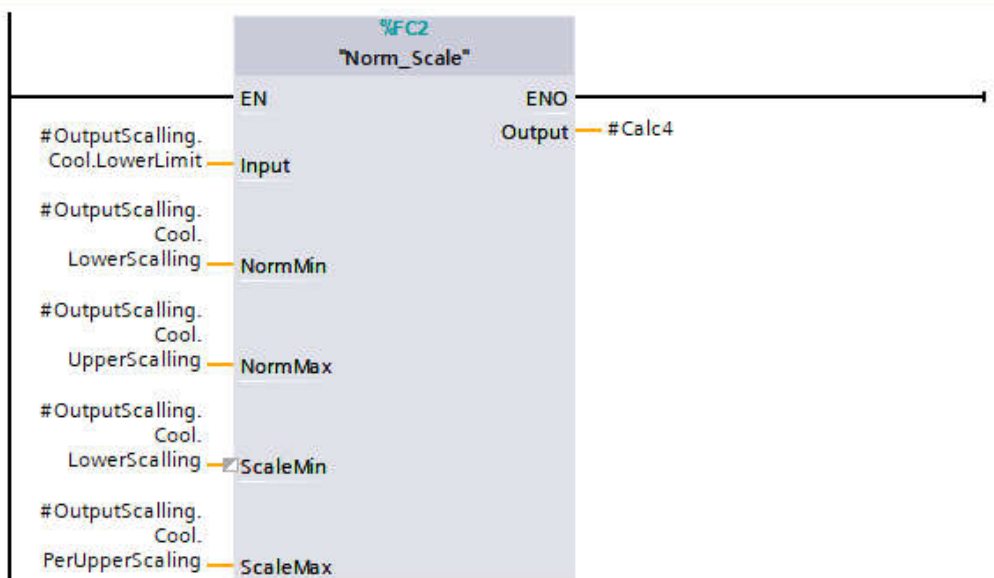 %FC2
"Norm_Scale"
EN
ENO
#OutputScalling.
Cool.LowerLimit
Input
Output
#Calc4
#OutputScalling.
Cool.
LowerScalling
NormMin
#OutputScalling.
Cool.
UpperScalling
NormMax
#OutputScalling.
Cool.
LowerScalling
ScaleMin
#OutputScalling.
Cool.
PerUpperScaling
ScaleMax